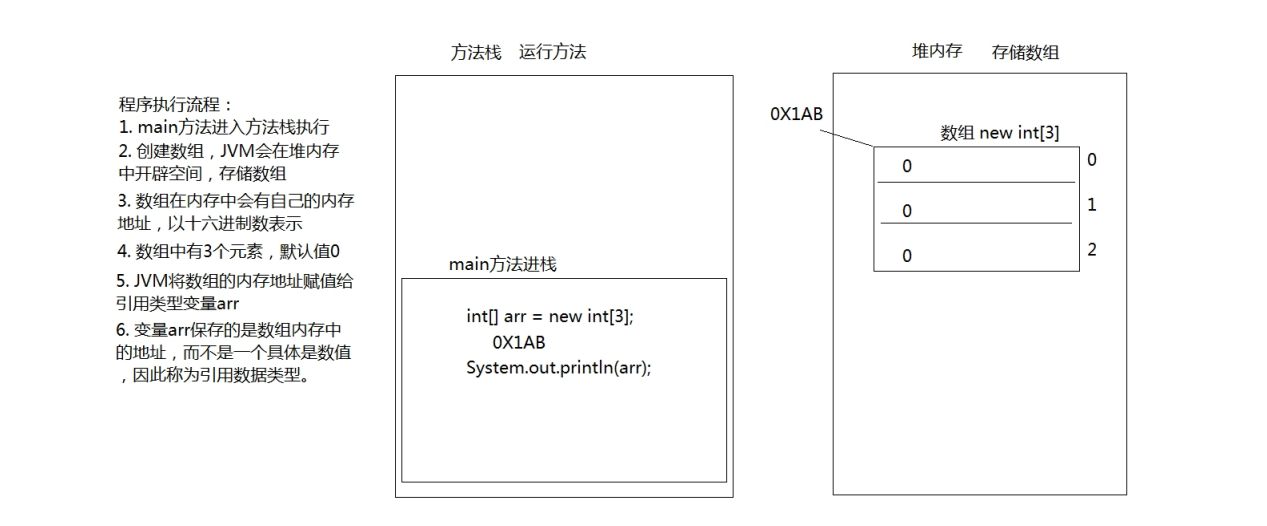 程序执行流程：
1. main方法进入方法栈执行
2. 创建数组，JVM会在堆内存
中开辟空间，存储数组
3. 数组在内存中会有自己的内存
地址，以十六进制数表示
4. 数组中有3个元素，默认值0
5. JVM将数组的内存地址赋值给
引用类型变量arr
6. 变量arr保存的是数组内存中
的地址，而不是一个具体是数值
，因此称为引用数据类型。
方法栈 运行方法
main方法进栈
int[] arr = new int[3];
0X1AB
System.out.println(arr);
堆内存 存储数组
0X1AB
数组 new int[3]
0 0
0 1
0 2